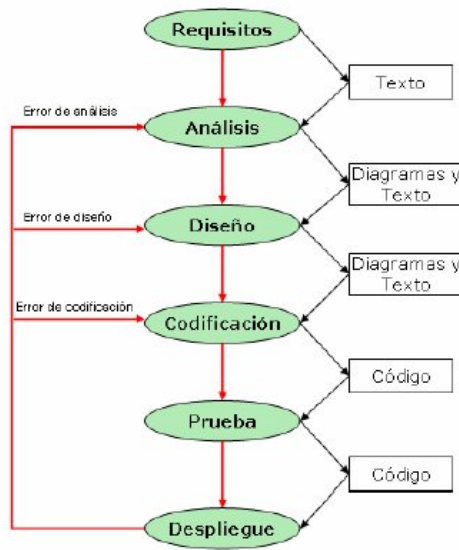 Requisitos
Texto
Error de análisis
Análisis
Diagramas y
Texto
Error de diseño
Diseño
Diagramas y
Texto
Error de codificación
Codificación
Código
Prueba
Código
Despliegue